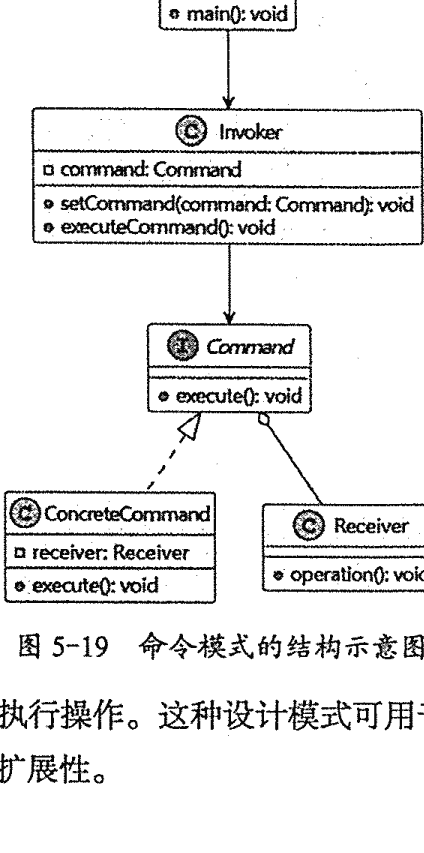 main(): void
C Invoker
command: Command
setCommand(command: Command): void
executeCommand(): void
I Command
execute(): void
C ConcreteCommand
receiver: Receiver
execute(): void
C Receiver
operation(): void
图 5-19 命令模式的结构示意图
执行操作。这种设计模式可用于
扩展性。